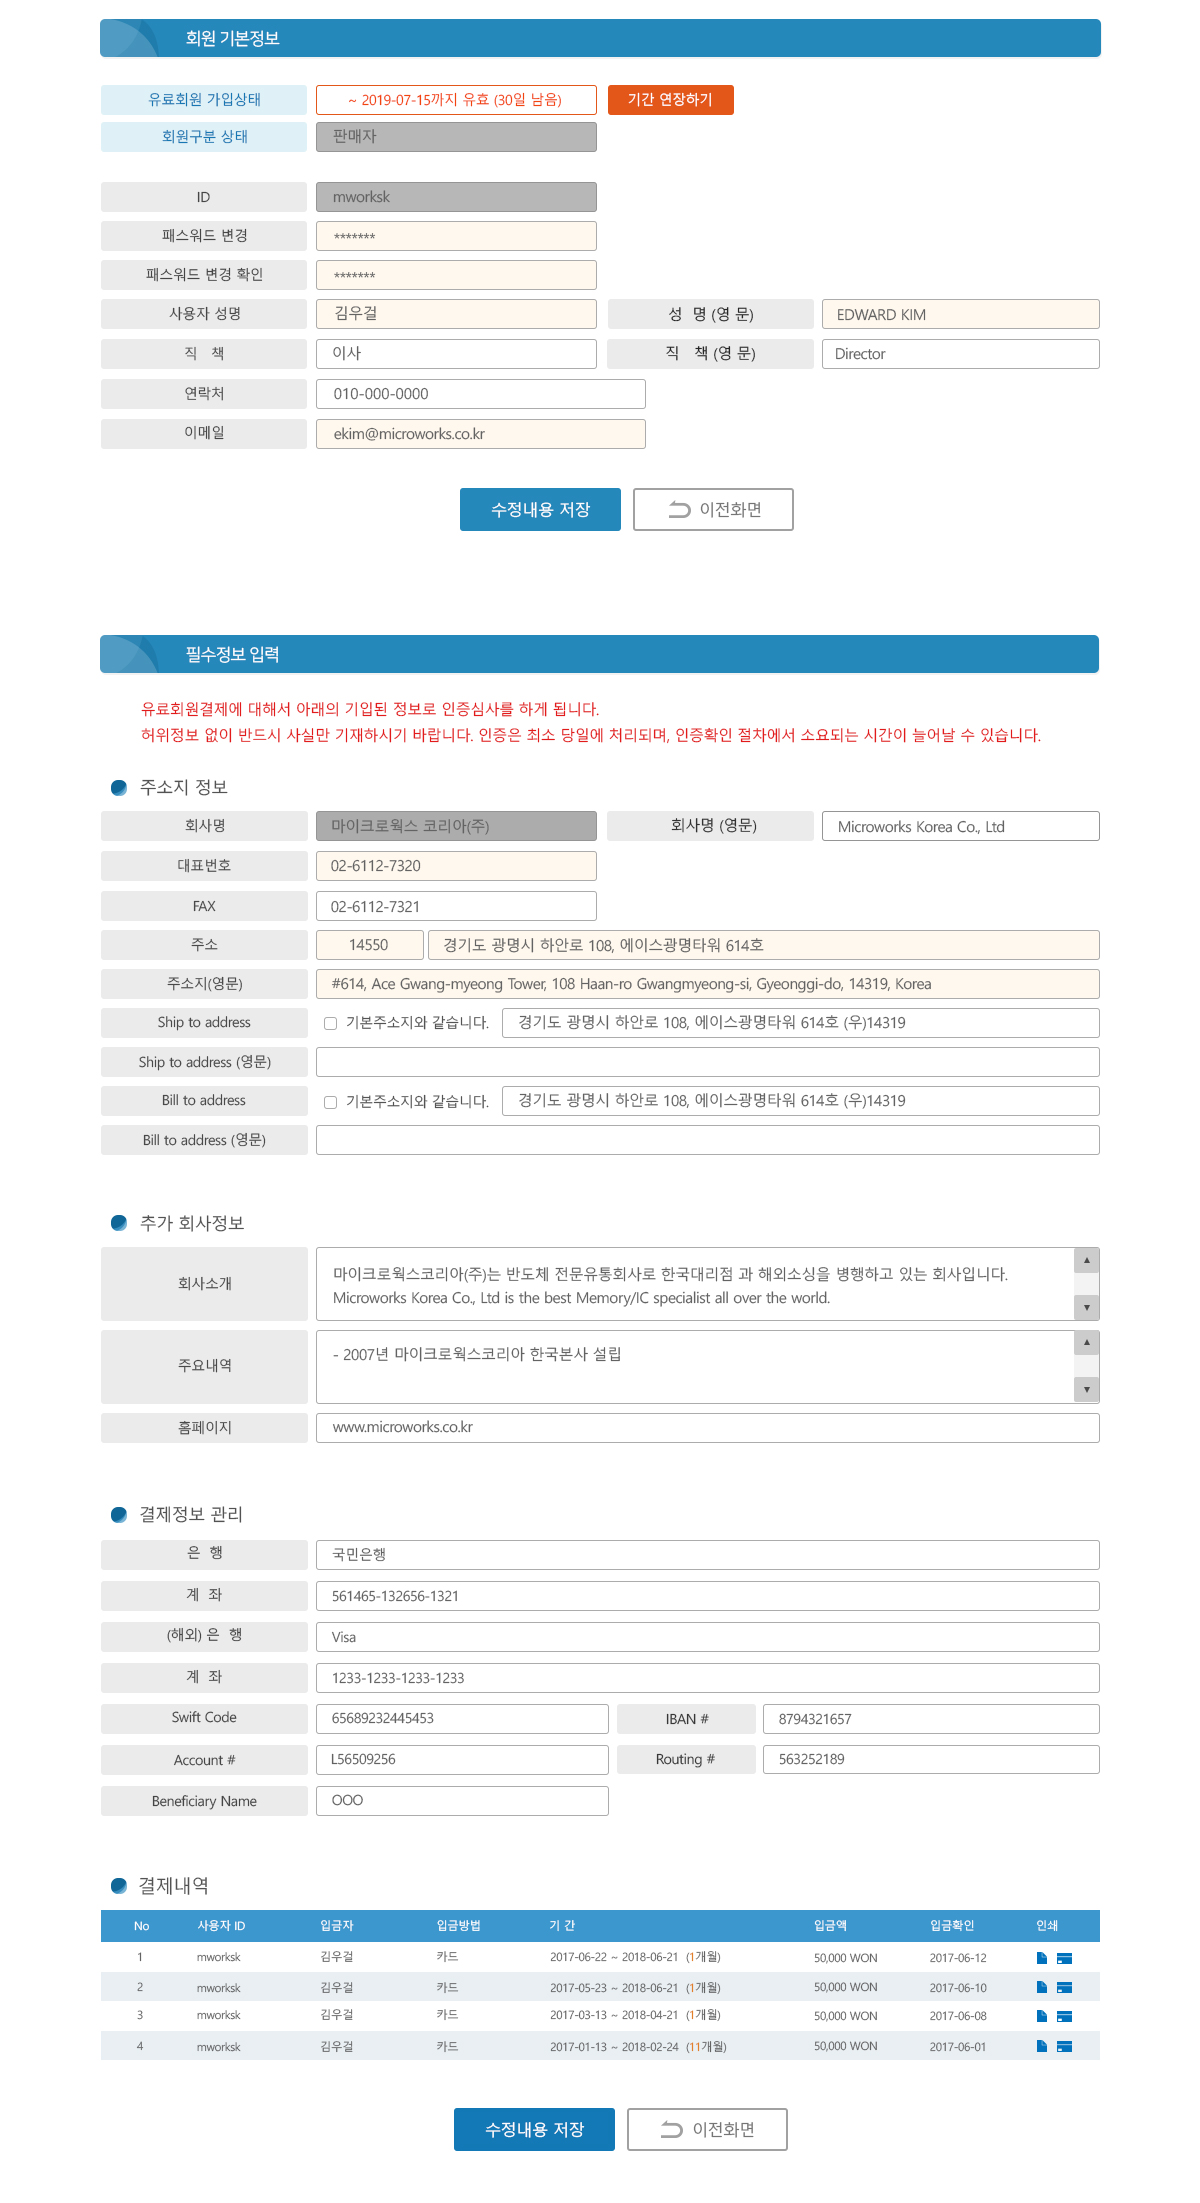 회원 기본정보
유료회원 가입상태 ~ 2019-07-15까지 유효 (30일 남음) 기간 연장하기
회원구분 상태 판매자
ID mworksk
패스워드 변경 *******
패스워드 변경 확인 *******
사용자 성명 김우걸 성 명 (영 문) EDWARD KIM
직 책 이사 직 책 (영 문) Director
연락처 010-000-0000
이메일 ekim@microworks.co.kr
수정내용 저장 이전화면
필수정보 입력
유료회원결제에 대해서 아래의 기입된 정보로 인증심사를 하게 됩니다.
허위정보 없이 반드시 사실만 기재하시기 바랍니다. 인증은 최소 당일에 처리되며, 인증확인 절차에서 소요되는 시간이 늘어날 수 있습니다.
주소지 정보
회사명 마이크로웍스 코리아(주) 회사명 (영문) Microworks Korea Co., Ltd
대표번호 02-6112-7320
FAX 02-6112-7321
주소 14550 경기도 광명시 하안로 108, 에이스광명타워 614호
주소지(영문) #614, Ace Gwang-myeong Tower, 108 Haan-ro Gwangmyeong-si, Gyeonggi-do, 14319, Korea
Ship to address 기본주소지와 같습니다. 경기도 광명시 하안로 108, 에이스광명타워 614호 (우)14319
Ship to address (영문)
Bill to address 기본주소지와 같습니다. 경기도 광명시 하안로 108, 에이스광명타워 614호 (우)14319
Bill to address (영문)
추가 회사정보
회사소개 마이크로웍스코리아(주)는 반도체 전문유통회사로 한국대리점 과 해외소싱을 병행하고 있는 회사입니다.
Microworks Korea Co., Ltd is the best Memory/IC specialist all over the world.
주요내역 - 2007년 마이크로웍스코리아 한국본사 설립
홈페이지 www.microworks.co.kr
결제정보 관리
은 행 국민은행
계 좌 561465-132656-1321
(해외) 은 행 Visa
계 좌 1233-1233-1233-1233
Swift Code 65689232445453 IBAN # 8794321657
Account # L56509256 Routing # 563252189
Beneficiary Name OOO
결제내역
No 사용자 ID 입금자 입금방법 기 간 입금액 입금확인 인쇄
1 mworksk 김우걸 카드 2017-06-22 ~ 2018-06-21 (1개월) 50,000 WON 2017-06-12
2 mworksk 김우걸 카드 2017-05-23 ~ 2018-06-21 (1개월) 50,000 WON 2017-06-10
3 mworksk 김우걸 카드 2017-03-13 ~ 2018-04-21 (1개월) 50,000 WON 2017-06-08
4 mworksk 김우걸 카드 2017-01-13 ~ 2018-02-24 (11개월) 50,000 WON 2017-06-01
수정내용 저장 이전화면